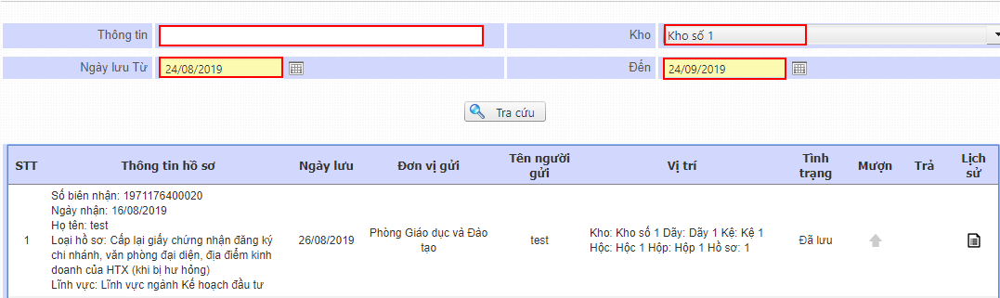 Thông tin
Kho
Kho số 1
Ngày lưu Từ
24/08/2019
Đến
24/09/2019
Tra cứu
STT
Thông tin hồ sơ
Ngày lưu
Đơn vị gửi
Tên người
gửi
Vị trí
Tình
trạng
Mượn
Trả
Lịch
sử
1
Số biên nhận: 1971176400020
Ngày nhận: 16/08/2019
Họ tên: test
Loại hồ sơ: Cấp lại giấy chứng nhận đăng ký
chi nhánh, văn phòng đại diện, địa điểm kinh
doanh của HTX (khi bị hư hỏng)
Lĩnh vực: Lĩnh vực ngành Kế hoạch đầu tư
26/08/2019
Phòng Giáo dục và Đào
tạo
test
Kho: Kho số 1 Dãy: Dãy 1 Kệ: Kệ 1
Hộc: Hộc 1 Hộp: Hộp 1 Hồ sơ: 1
Đã lưu